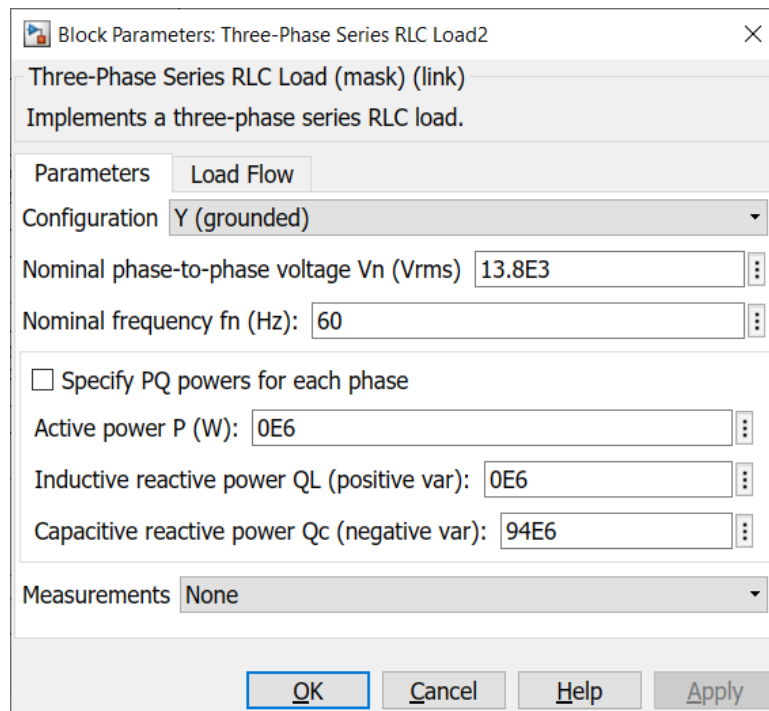 Block Parameters: Three-Phase Series RLC Load2
Three-Phase Series RLC Load (mask) (link)
Implements a three-phase series RLC load.
Parameters Load Flow
Configuration Y (grounded)
Nominal phase-to-phase voltage Vn (Vrms) 13.8E3
Nominal frequency fn (Hz): 60
Specify PQ powers for each phase
Active power P (W): 0E6
Inductive reactive power QL (positive var): 0E6
Capacitive reactive power Qc (negative var): 94E6
Measurements None
OK Cancel Help Apply